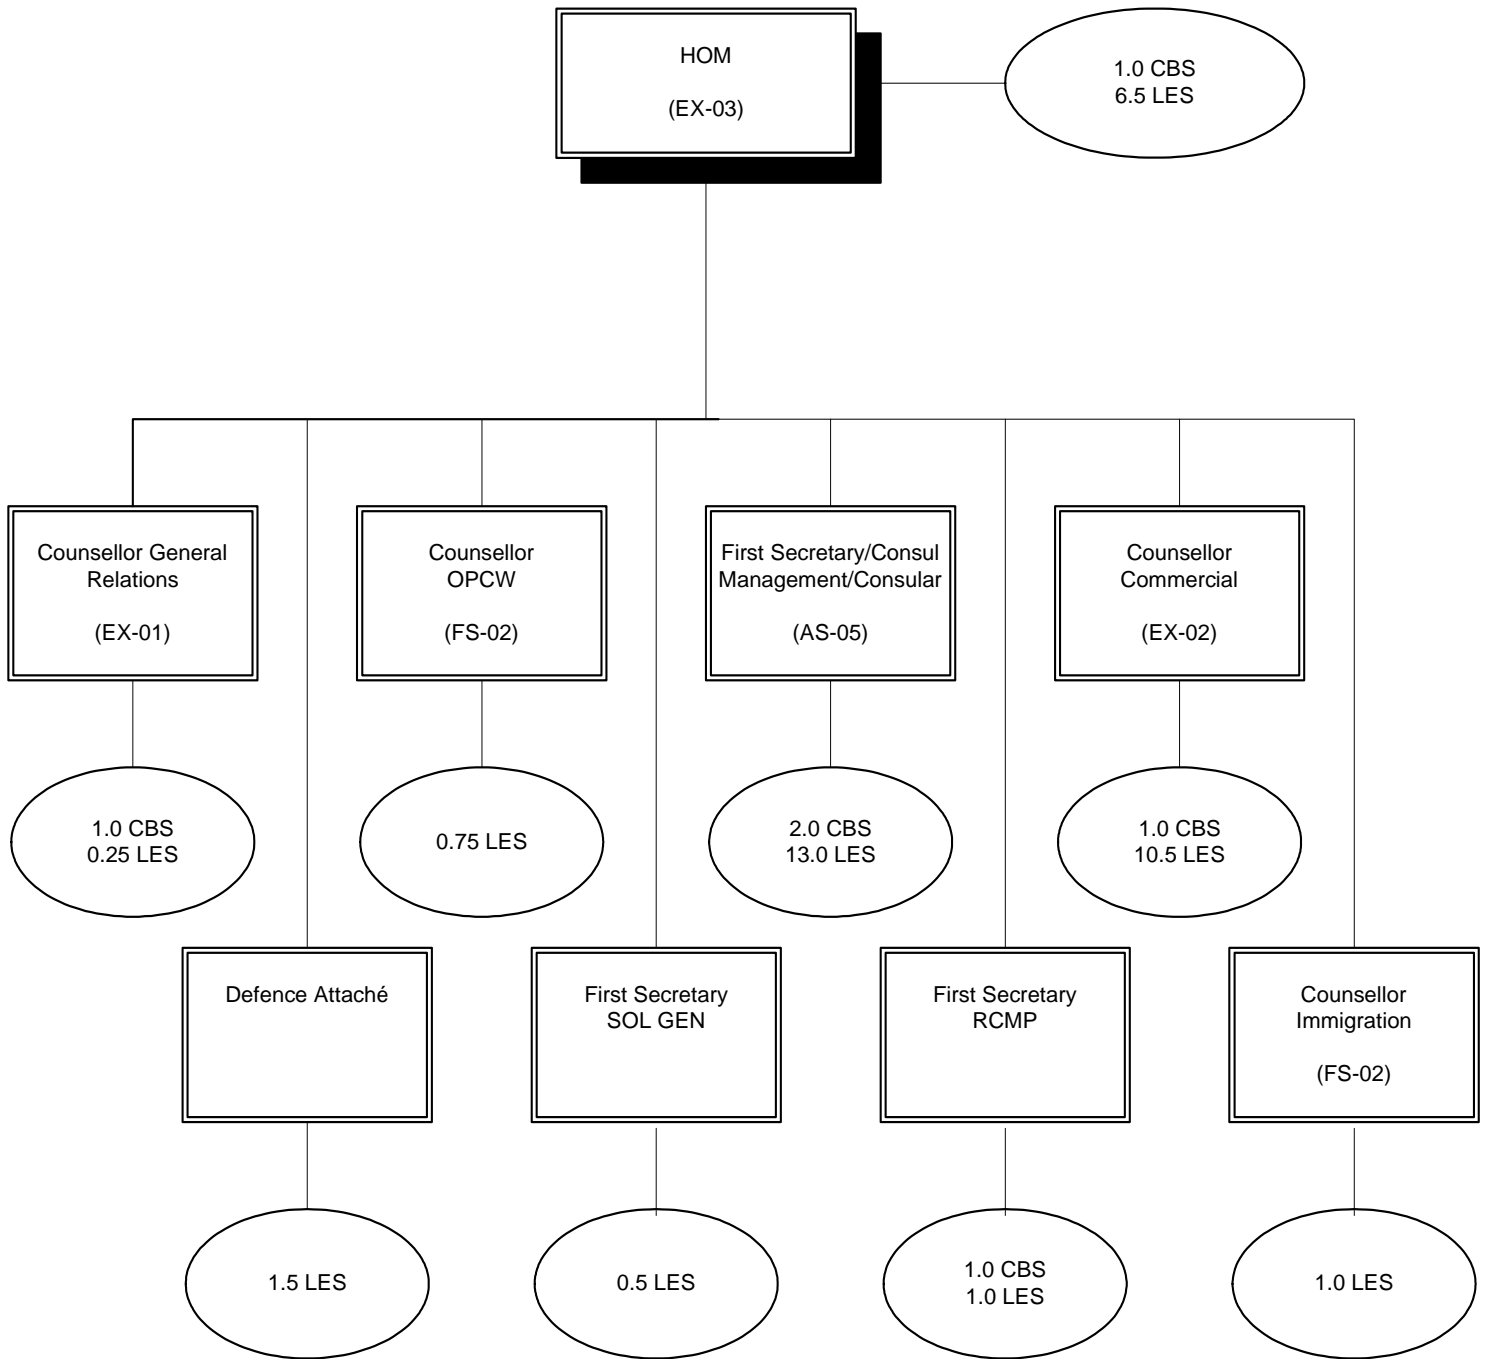 HOM
(EX-03)
1.0 CBS
6.5 LES
Counsellor General
Relations
(EX-01)
Counsellor
OPCW
(FS-02)
First Secretary/Consul
Management/Consular
(AS-05)
Counsellor
Commercial
(EX-02)
1.0 CBS
0.25 LES
0.75 LES
2.0 CBS
13.0 LES
1.0 CBS
10.5 LES
Defence Attaché
First Secretary
SOL GEN
First Secretary
RCMP
Counsellor
Immigration
(FS-02)
1.5 LES
0.5 LES
1.0 CBS
1.0 LES
1.0 LES